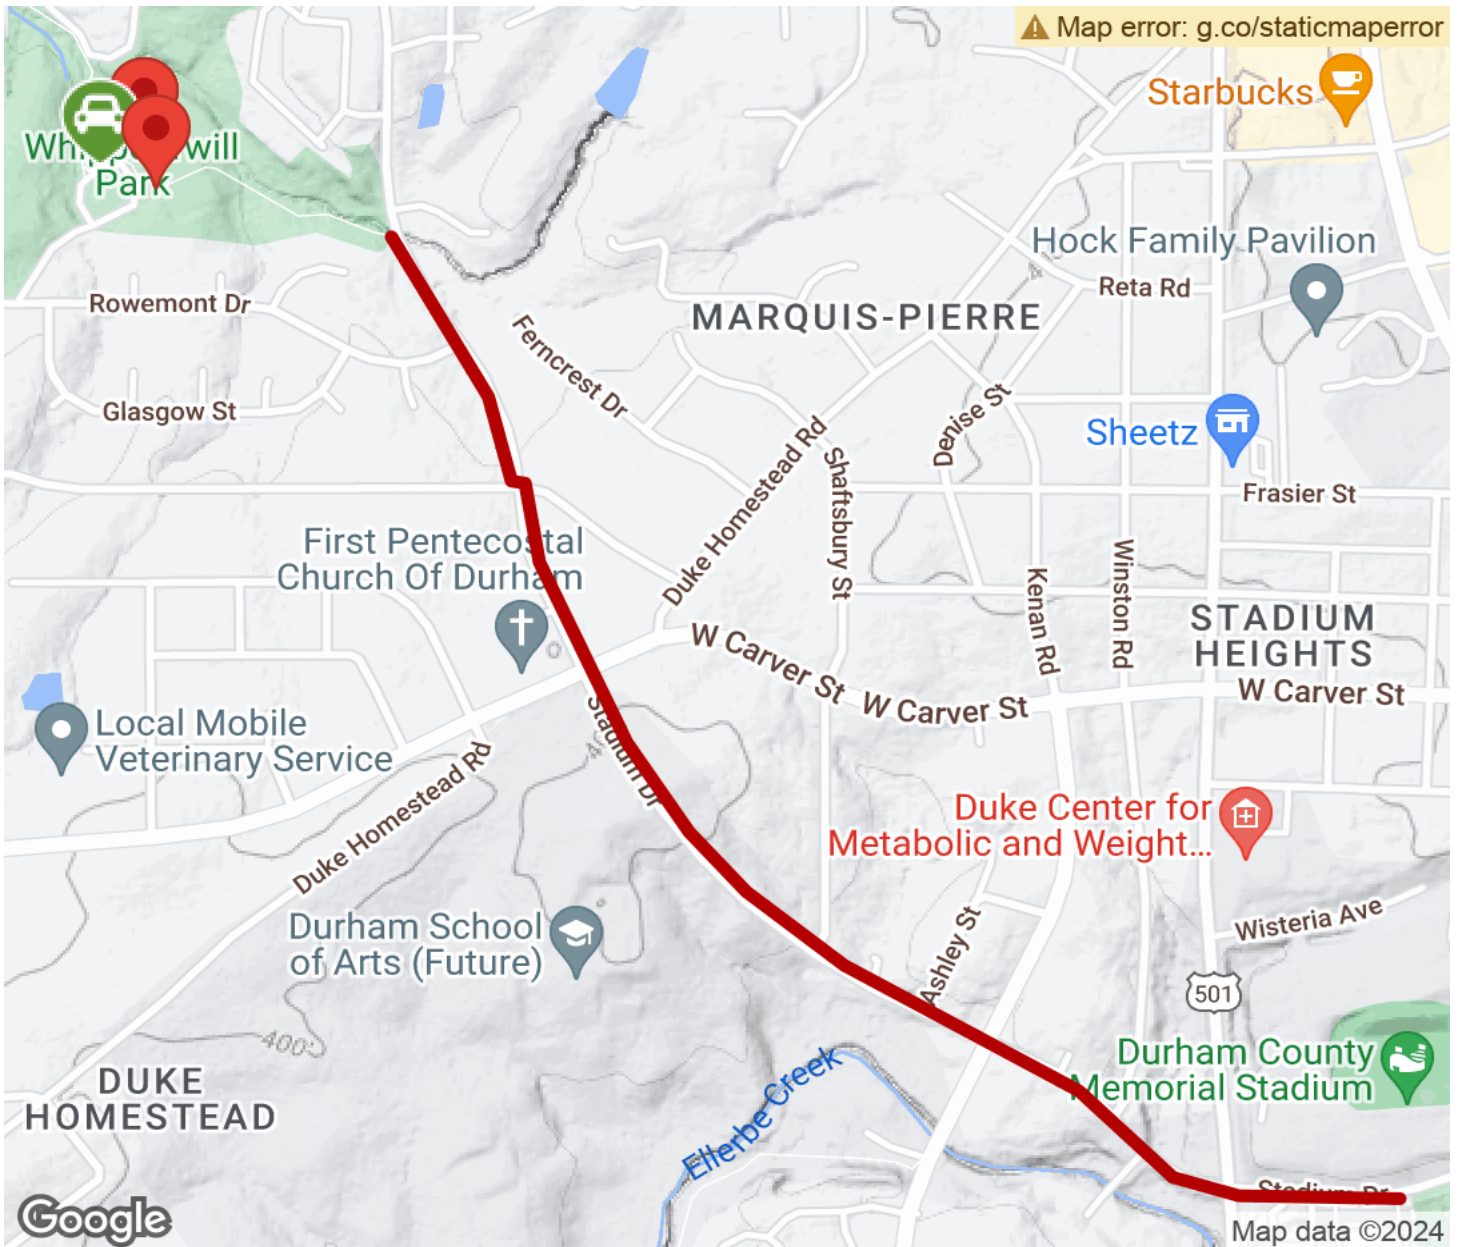 Map error: g.co/staticmaperror
Starbucks
Whippoorwill
Park
Hock Family Pavilion
Reta Rd
Rowemont Dr
MARQUIS-PIERRE
Ferncrest Dr
Glasgow St
Denise St
Sheetz
Duke Homestead Rd
Shaftsbury St
Frasier St
First Pentecostal
Church Of Durham
Winston Rd
Kenan Rd
STADIUM
HEIGHTS
W Carver St
W Carver St
W Carver St
Local Mobile
Veterinary Service
Stadium Dr
Duke Homestead Rd
Duke Center for
Metabolic and Weight...
Durham School
of Arts (Future)
Ashley St
Wisteria Ave
501
400'
Durham County
Memorial Stadium
DUKE
HOMESTEAD
Ellerbe Creek
Stadium Dr
Google
Map data ©2024